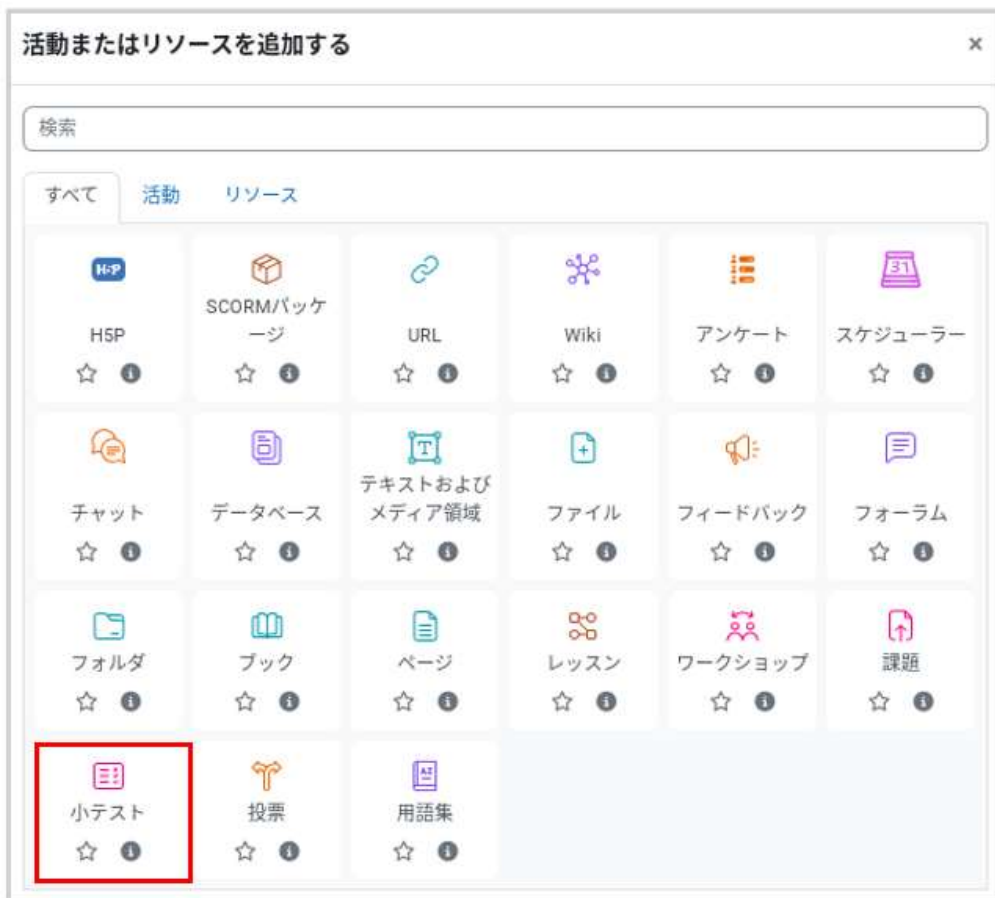 活動またはリソースを追加する
×
検索
すべて
活動
リソース
H5P
H5P
SCORMパッケ
ージ
URL
Wiki
アンケート
31
スケジューラー
チャット
データベース
T
テキストおよび
メディア領域
ファイル
フィードバック
フォーラム
フォルダ
ブック
ページ
レッスン
ワークショップ
課題
小テスト
投票
AZ
用語集